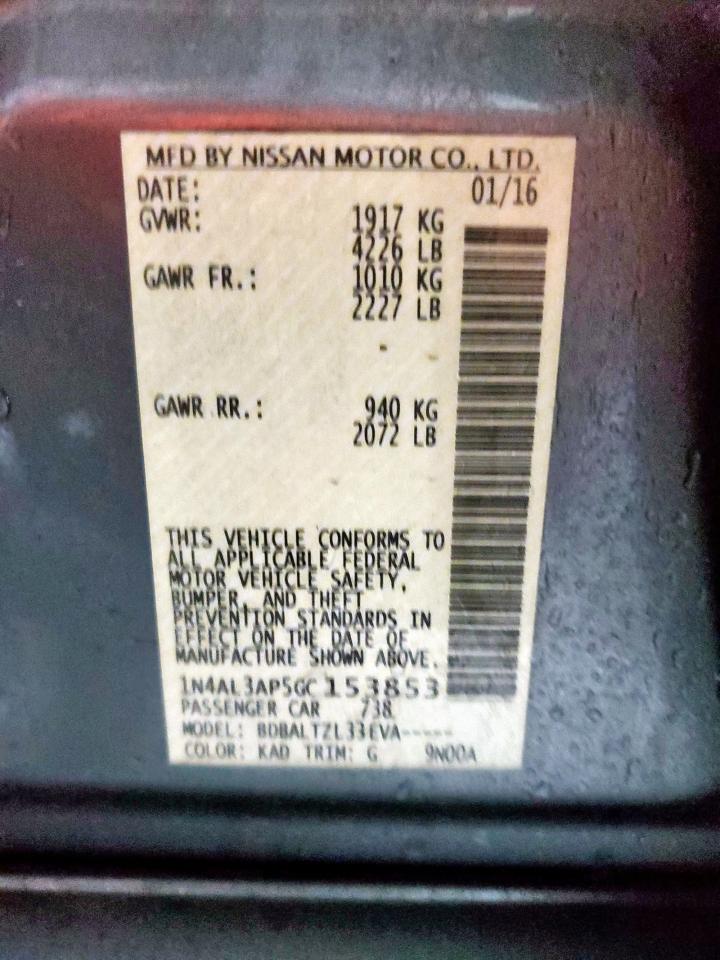 MFD BY NISSAN MOTOR CO., LTD.
DATE: 01/16
GVWR: 1917 KG
4226 LB
GAWR FR.: 1010 KG
2227 LB
GAWR RR.: 940 KG
2072 LB
THIS VEHICLE CONFORMS TO
ALL APPLICABLE FEDERAL
MOTOR VEHICLE SAFETY,
BUMPER, AND THEFT
PREVENTION STANDARDS IN
EFFECT ON THE DATE OF
MANUFACTURE SHOWN ABOVE.
1N4AL3AP5GC153853
PASSENGER CAR 738
MODEL: BDBALTZL33EVA-----
COLOR: KAD TRIM: G 9N00A